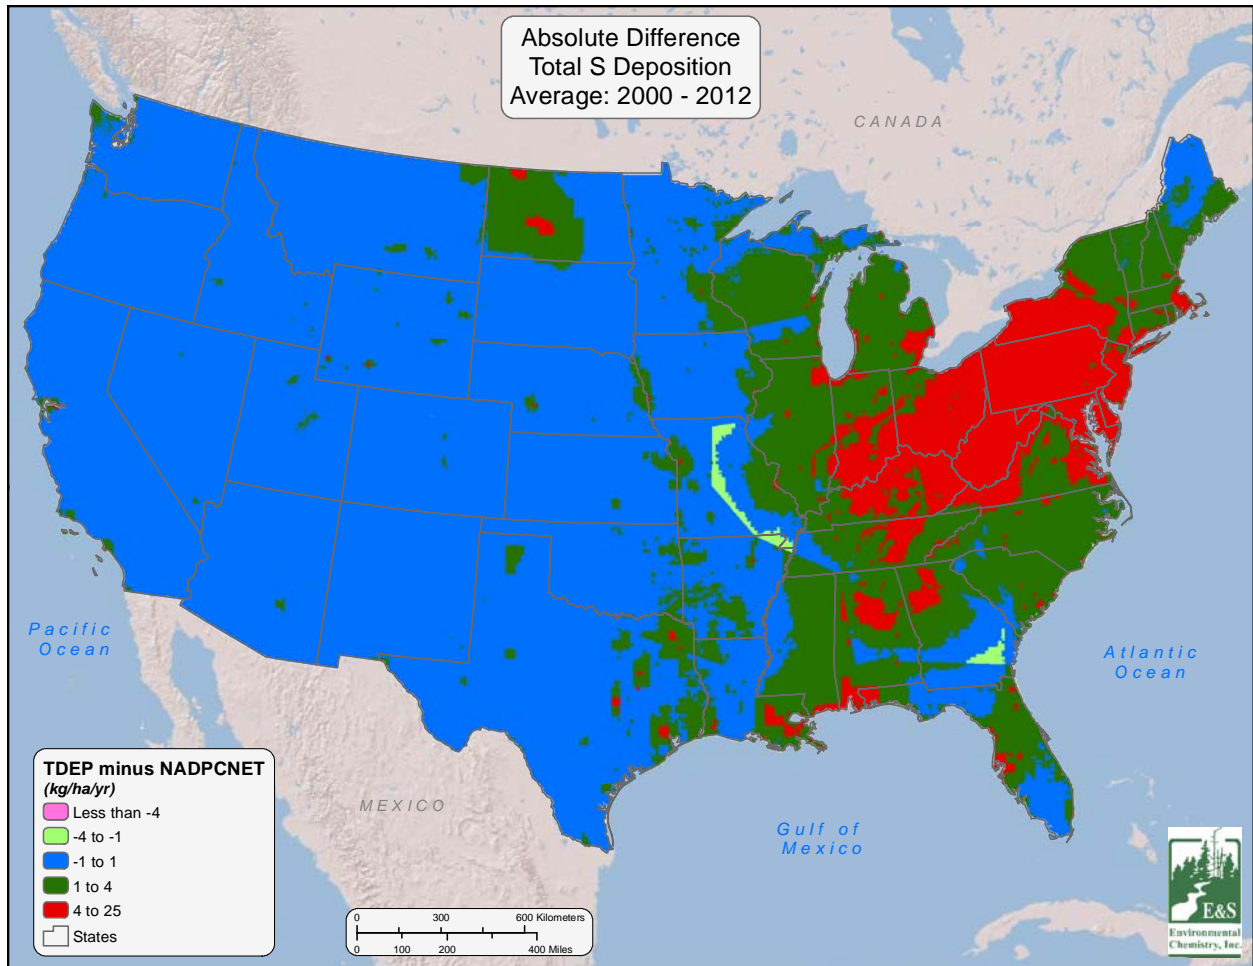 Absolute Difference
Total S Deposition
Average: 2000 - 2012
CANADA
Pacific
Ocean
Atlantic
Ocean
MEXICO
Gulf of
Mexico
TDEP minus NADPCNET
(kg/ha/yr)
Less than -4
-4 to -1
-1 to 1
1 to 4
4 to 25
States
0 300 600 Kilometers
0 100 200 400 Miles
E&S
Environmental
Chemistry, Inc.